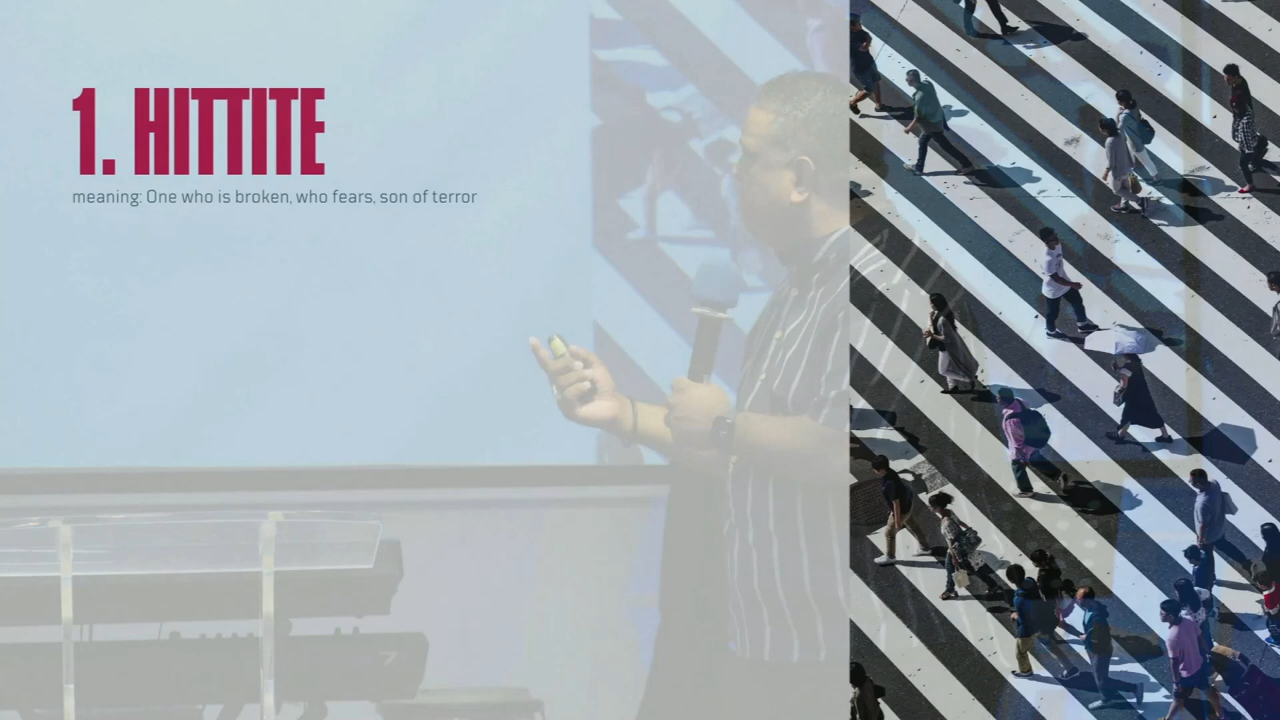 1. HITTITE
meaning: One who is broken, who fears, son of terror